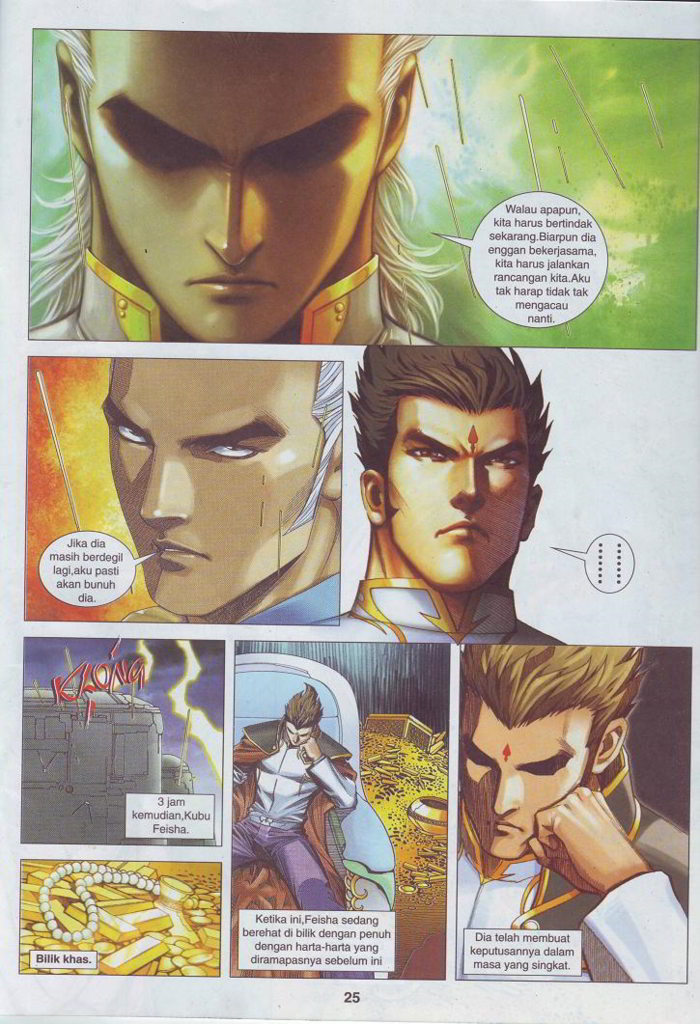 Walau apapun,
kita harus bertindak
sekarang.Biarpun dia
enggan bekerjasama,
kita harus jalankan
rancangan kita.Aku
tak harap tidak tak
mengacau
nanti.
Jika dia
masih berdegil
lagi,aku pasti
akan bunuh
dia.
KLONG
3 jam
kemudian,Kubu
Feisha.
Bilik khas.
Ketika ini,Feisha sedang
berehat di bilik dengan penuh
dengan harta-harta yang
diramapasnya sebelum ini
Dia telah membuat
keputusannya dalam
masa yang singkat.
25